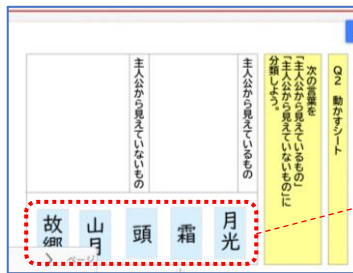 Q2 動かすシート
次の言葉を
「主人公から見えているもの」
「主人公から見えていないもの」に
分類しよう。
主人公から見えているもの
主人公から見えていないもの
月光
霜
頭
山月
故郷
ページ